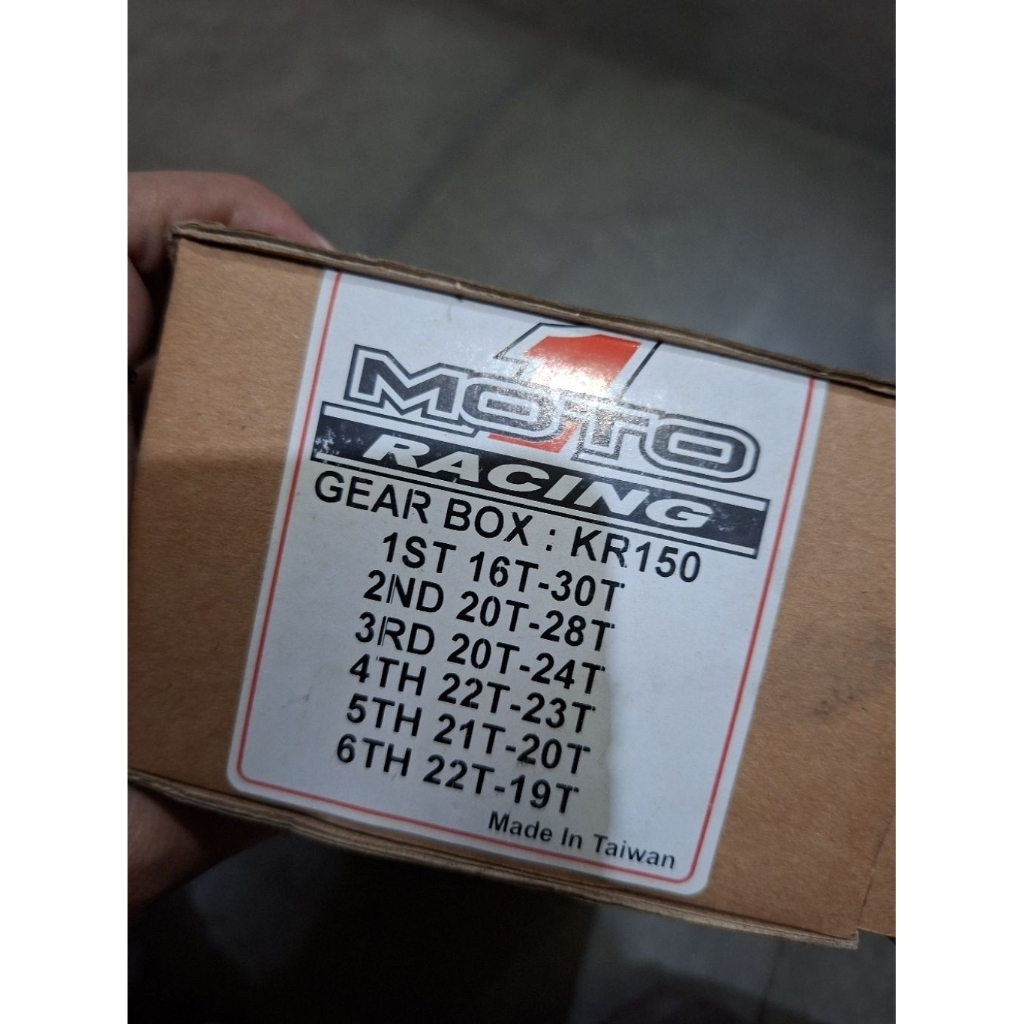 1
MOTO
RACING
GEAR BOX : KR150
1ST 16T-30T
2ND 20T-28T
3RD 20T-24T
4TH 22T-23T
5TH 21T-20T
6TH 22T-19T
Made In Taiwan